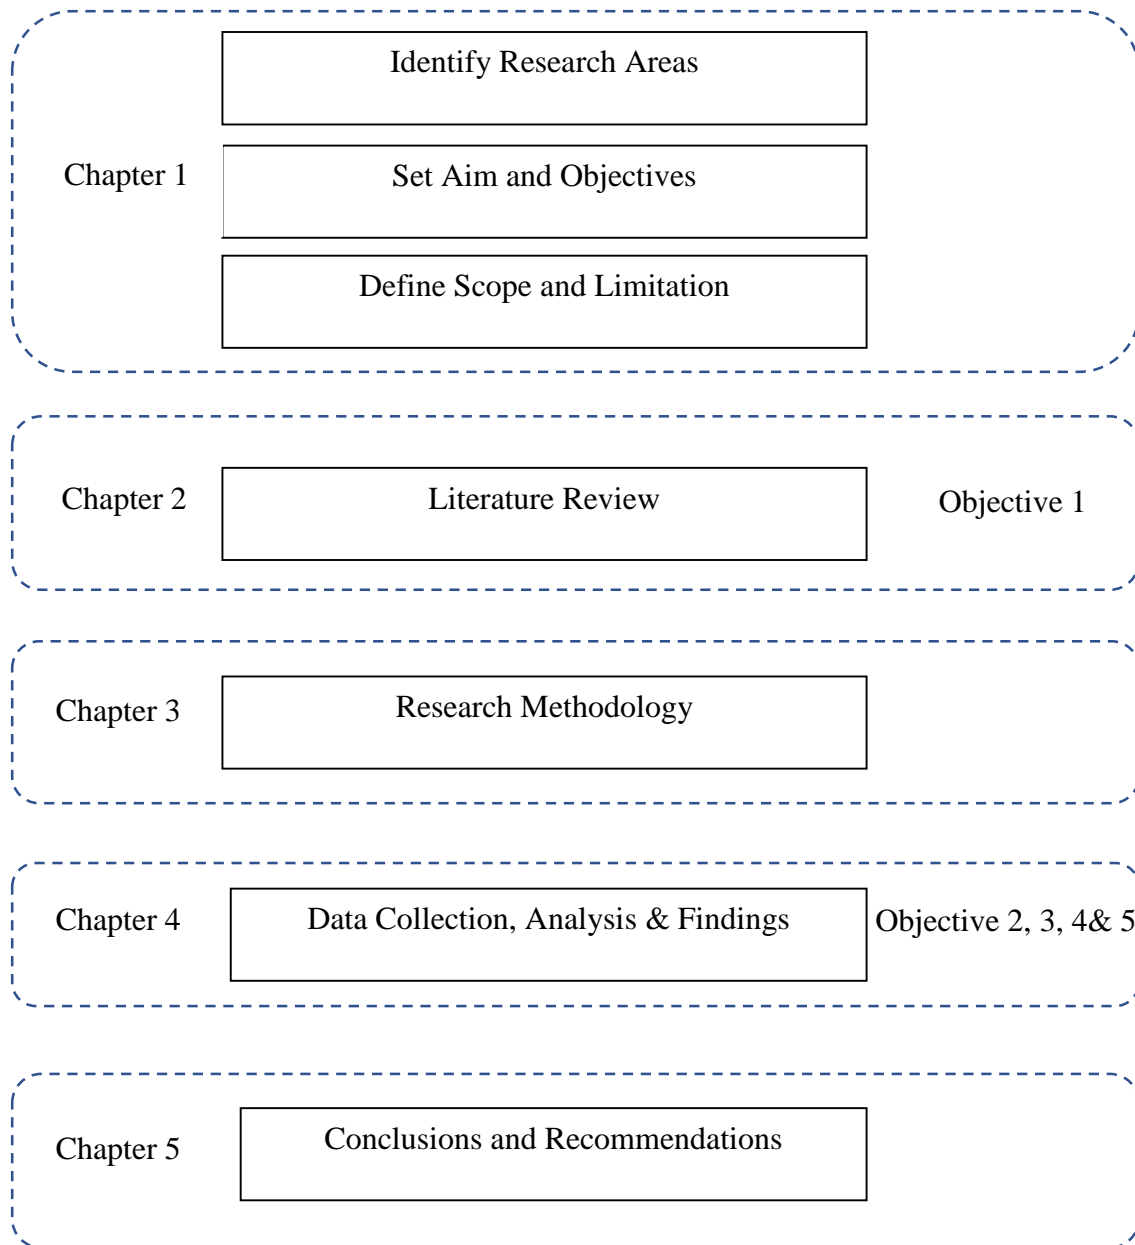 Identify Research Areas
Chapter 1
Set Aim and Objectives
Define Scope and Limitation
Chapter 2
Literature Review
Objective 1
Chapter 3
Research Methodology
Chapter 4
Data Collection, Analysis & Findings
Objective 2, 3, 4& 5
Chapter 5
Conclusions and Recommendations